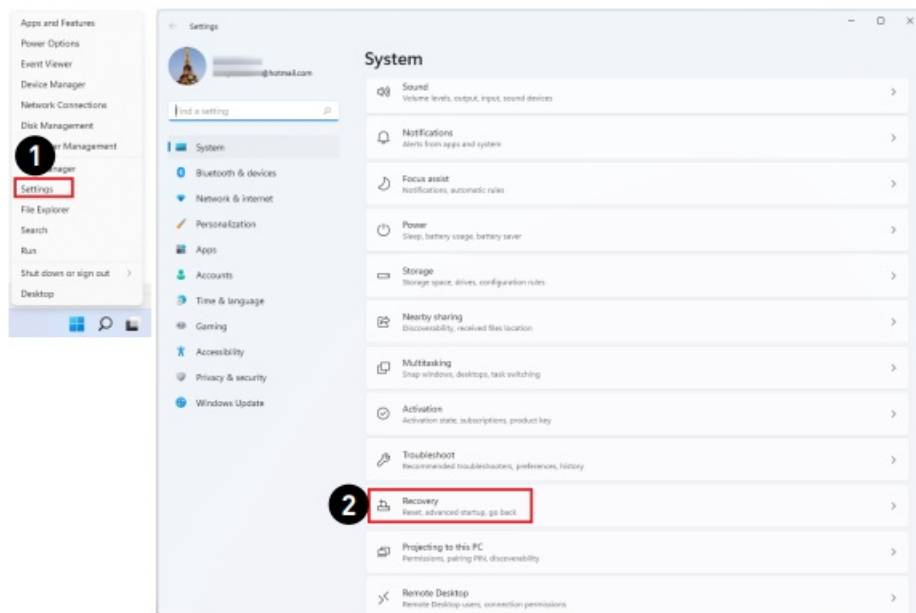 Apps and Features
Power Options
Event Viewer
Device Manager
Network Connections
Disk Management
Management
1
Settings
File Explorer
Search
Run
Shut down or sign out
Desktop
Settings
@hotmail.com
Find a setting
System
Bluetooth & devices
Network & internet
Personalization
Apps
Accounts
Time & language
Gaming
Accessibility
Privacy & security
Windows Update
System
Sound
Volume levels, output, input, sound devices
Notifications
Alerts from apps and system
Focus assist
Notifications, automatic rules
Power
Sleep, battery usage, battery saver
Storage
Storage space, drives, configuration rules
Nearby sharing
Discoverability, received files location
Multitasking
Snap windows, desktops, task switching
Activation
Activation state, subscriptions, product key
Troubleshoot
Recommended troubleshooters, preferences, history
2
Recovery
Reset, advanced startup, go back
Projecting to this PC
Permissions, pairing PIN, discoverability
Remote Desktop
Remote Desktop users, connection permissions